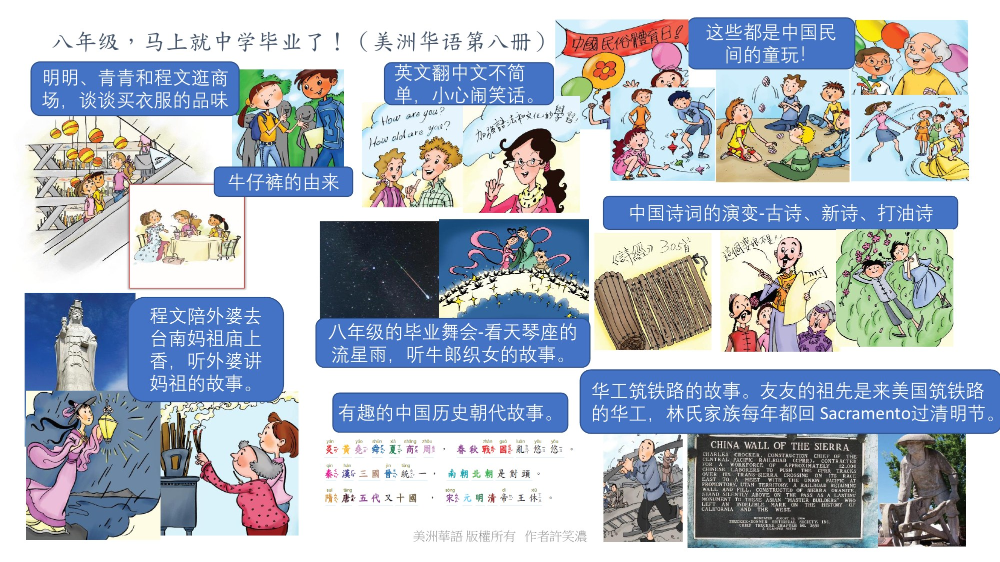 八年级，马上就中学毕业了！（美洲华语第八册）
明明、青青和程文逛商
场，谈谈买衣服的品味
牛仔裤的由来
英文翻中文不简
单，小心闹笑话。
How are you?
How old are you?
加強語法和文化的學習!
中國民俗體育日!
这些都是中国民
间的童玩！
中国诗词的演变-古诗、新诗、打油诗
《詩經》305首
這個婆娘不是人!
程文陪外婆去
台南妈祖庙上
香，听外婆讲
妈祖的故事。
八年级的毕业舞会-看天琴座的
流星雨，听牛郎织女的故事。
有趣的中国历史朝代故事。
yán yáo shùn xià shāng zhōu zhàn guó luàn yōu yōu
炎黃堯舜夏商周，春秋戰國亂悠悠。
qín hàn jìn tǒng
秦漢三國晉統一，南朝北朝是對頭。
suí táng sòng dì xiū
隋唐五代又十國，宋元明清帝王休。
华工筑铁路的故事。友友的祖先是来美国筑铁路
的华工，林氏家族每年都回 Sacramento过清明节。
CHINA WALL OF THE SIERRA
CHARLES CROCKER, CONSTRUCTION CHIEF OF THE
CENTRAL PACIFIC RAILROAD (CPRR), CONTRACTED
FOR A WORKFORCE OF APPROXIMATELY 12,000
CHINESE LABORERS TO PUSH THE CPRR TRACKS
OVER ITS TRANS-SIERRA CROSSING ON ITS RACE
EAST TO A MEET WITH THE UNION PACIFIC AT
PROMONTORY, UTAH TERRITORY. A RAILROAD RETAINING
WALL AND FILL, CONSTRUCTED OF SIERRA GRANITE,
STAND SILENTLY ABOVE ON THE PASS AS A LASTING
MONUMENT TO THESE ASIAN "MASTER BUILDERS" WHO
LEFT AN INDELIBLE MARK ON THE HISTORY OF
CALIFORNIA AND THE WEST.
DEDICATED AUGUST 11, 1984
TRUCKEE-DONNER HISTORICAL SOCIETY, INC.
CHIEF TRUCKEE CHAPTER NO. 3691
E CLAMPUS VITUS
美洲華語 版權所有 作者許笑濃